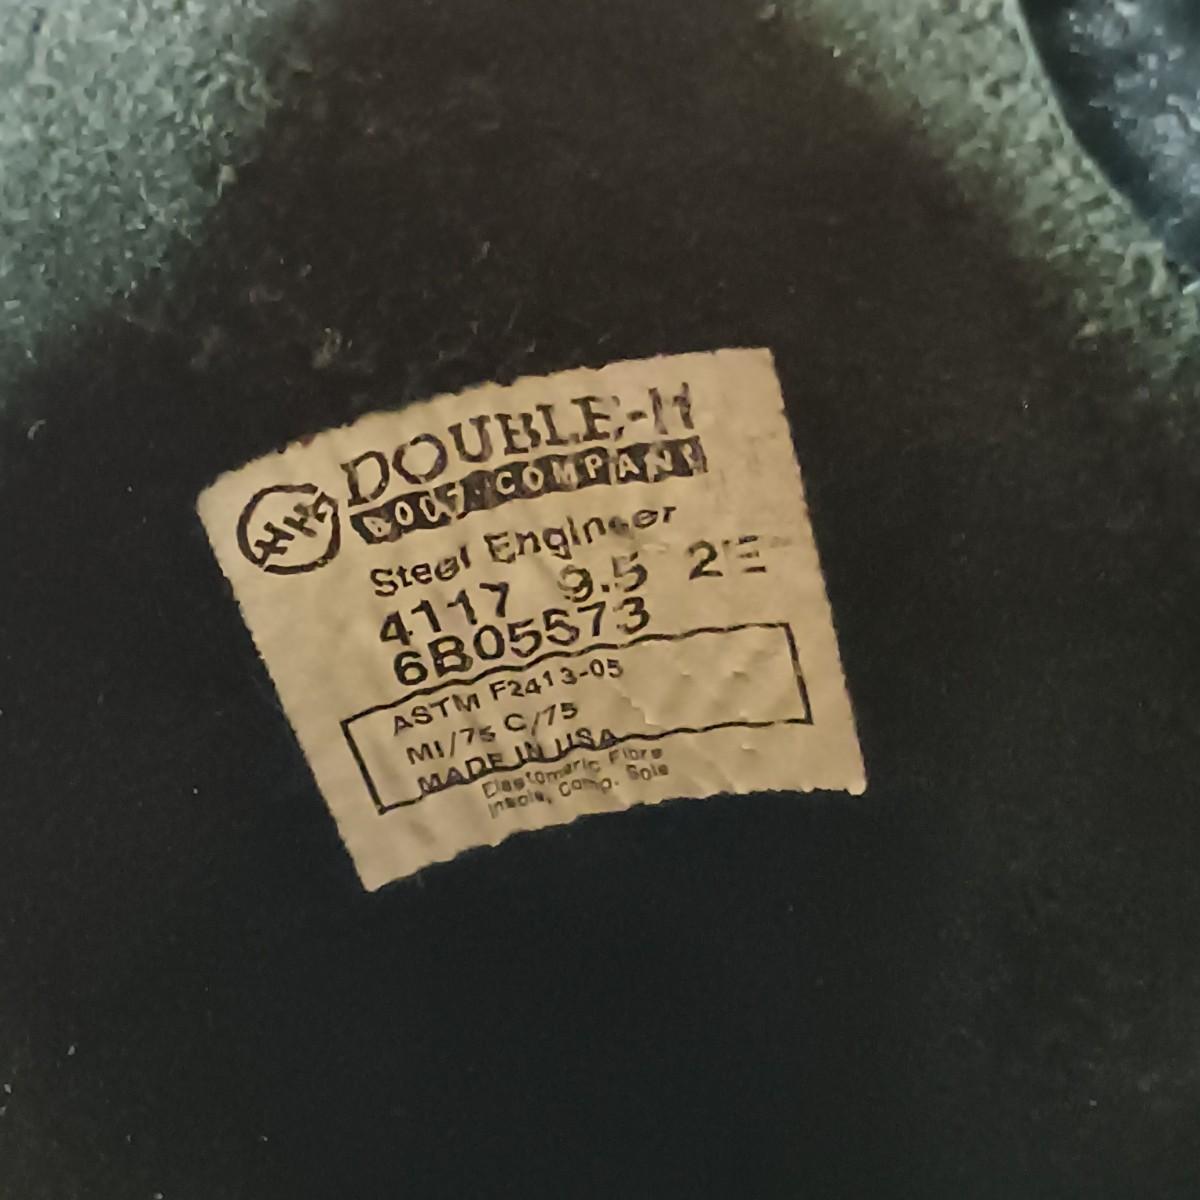 HH
DOUBLE-H
BOOT COMPANY
Steel Engineer
4117 9.5 2E
6B05573
ASTM F2413-05
MI/75 C/75
MADE IN USA
Elastomeric Fibre
Insole, Comp. Sole